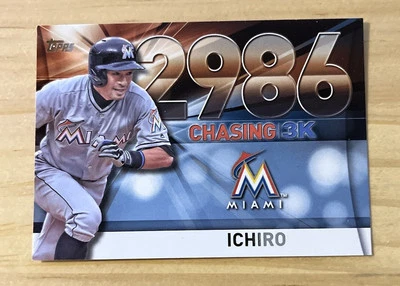 Topps
2986
CHASING 3K
MIAMI
MIAMI
ICHIRO